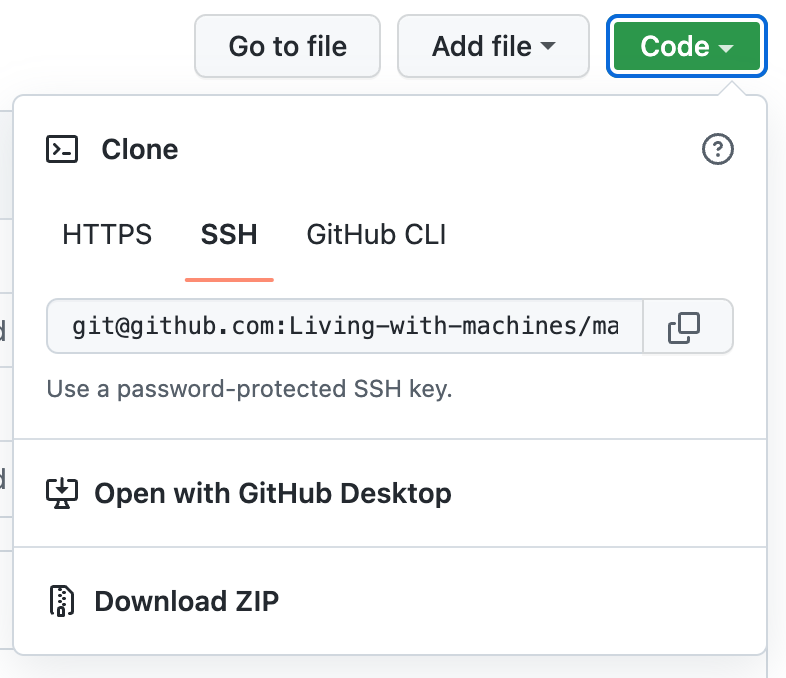 Go to file
Add file
Code
Clone
HTTPS
SSH
GitHub CLI
git@github.com:Living-with-machines/ma
Use a password-protected SSH key.
Open with GitHub Desktop
Download ZIP